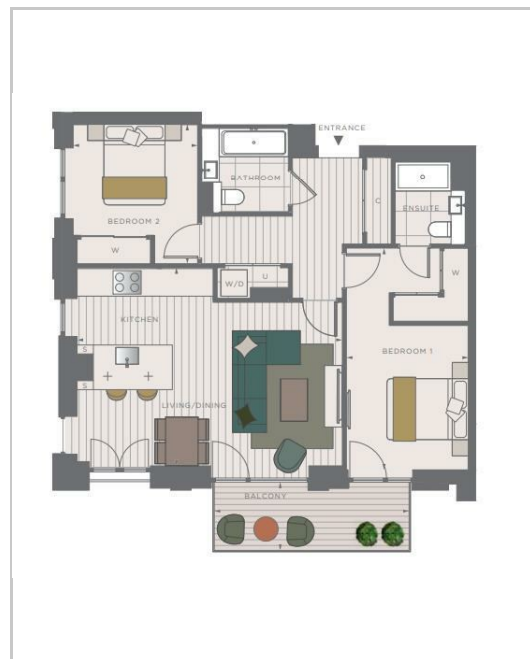 ENTRANCE
BATHROOM
C
ENSUITE
BEDROOM 2
W
W
W/D
U
KITCHEN
S
BEDROOM 1
S
LIVING/DINING
BALCONY